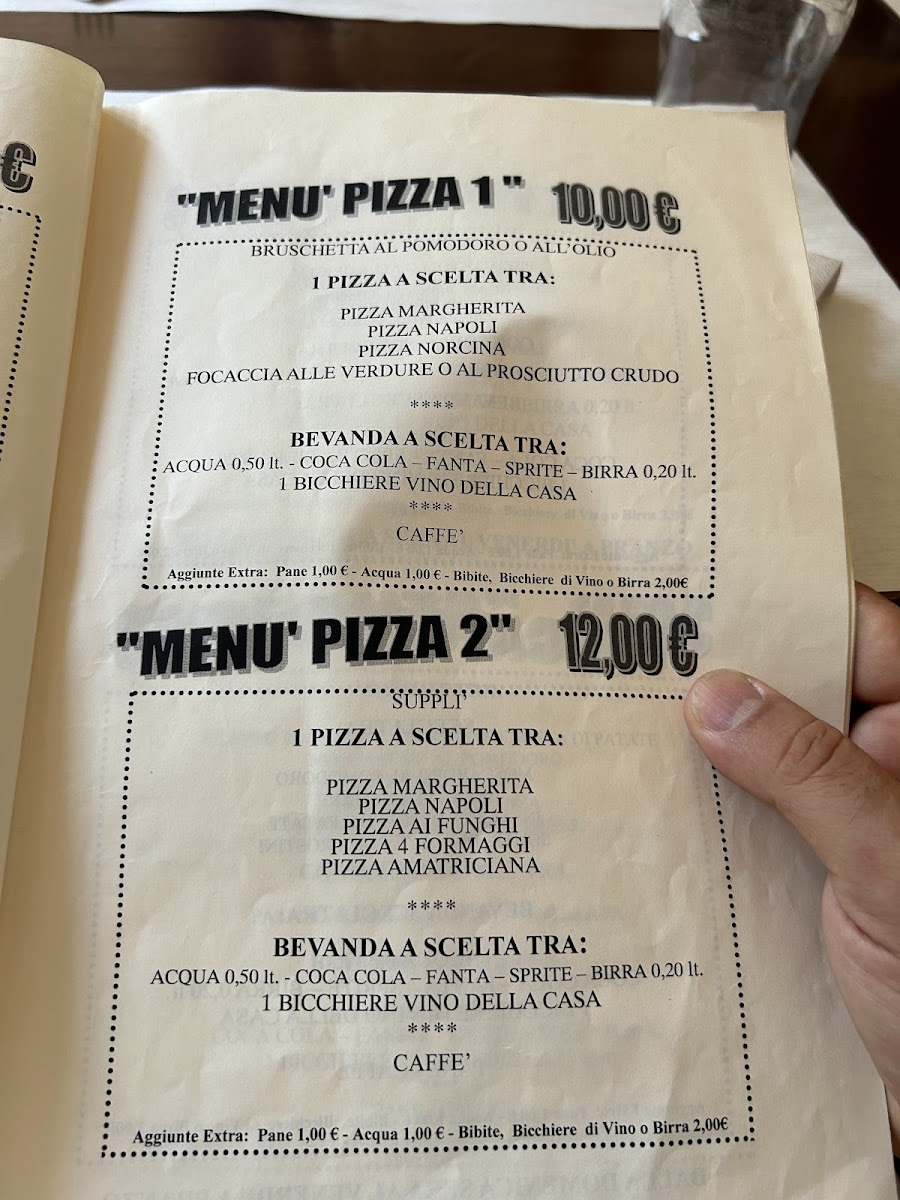 €
"MENU' PIZZA 1" 10,00 €
BRUSCHETTA AL POMODORO O ALL'OLIO
1 PIZZA A SCELTA TRA:
PIZZA MARGHERITA
PIZZA NAPOLI
PIZZA NORCINA
FOCACCIA ALLE VERDURE O AL PROSCIUTTO CRUDO
****
BEVANDA A SCELTA TRA:
ACQUA 0,50 lt. - COCA COLA – FANTA – SPRITE – BIRRA 0,20 lt.
1 BICCHIERE VINO DELLA CASA
****
CAFFE'
Aggiunte Extra: Pane 1,00 € - Acqua 1,00 € - Bibite, Bicchiere di Vino o Birra 2,00€
"MENU' PIZZA 2" 12,00 €
SUPPLI'
1 PIZZA A SCELTA TRA:
PIZZA MARGHERITA
PIZZA NAPOLI
PIZZA AI FUNGHI
PIZZA 4 FORMAGGI
PIZZA AMATRICIANA
****
BEVANDA A SCELTA TRA:
ACQUA 0,50 lt. - COCA COLA – FANTA – SPRITE – BIRRA 0,20 lt.
1 BICCHIERE VINO DELLA CASA
****
CAFFE'
Aggiunte Extra: Pane 1,00 € - Acqua 1,00 € - Bibite, Bicchiere di Vino o Birra 2,00€